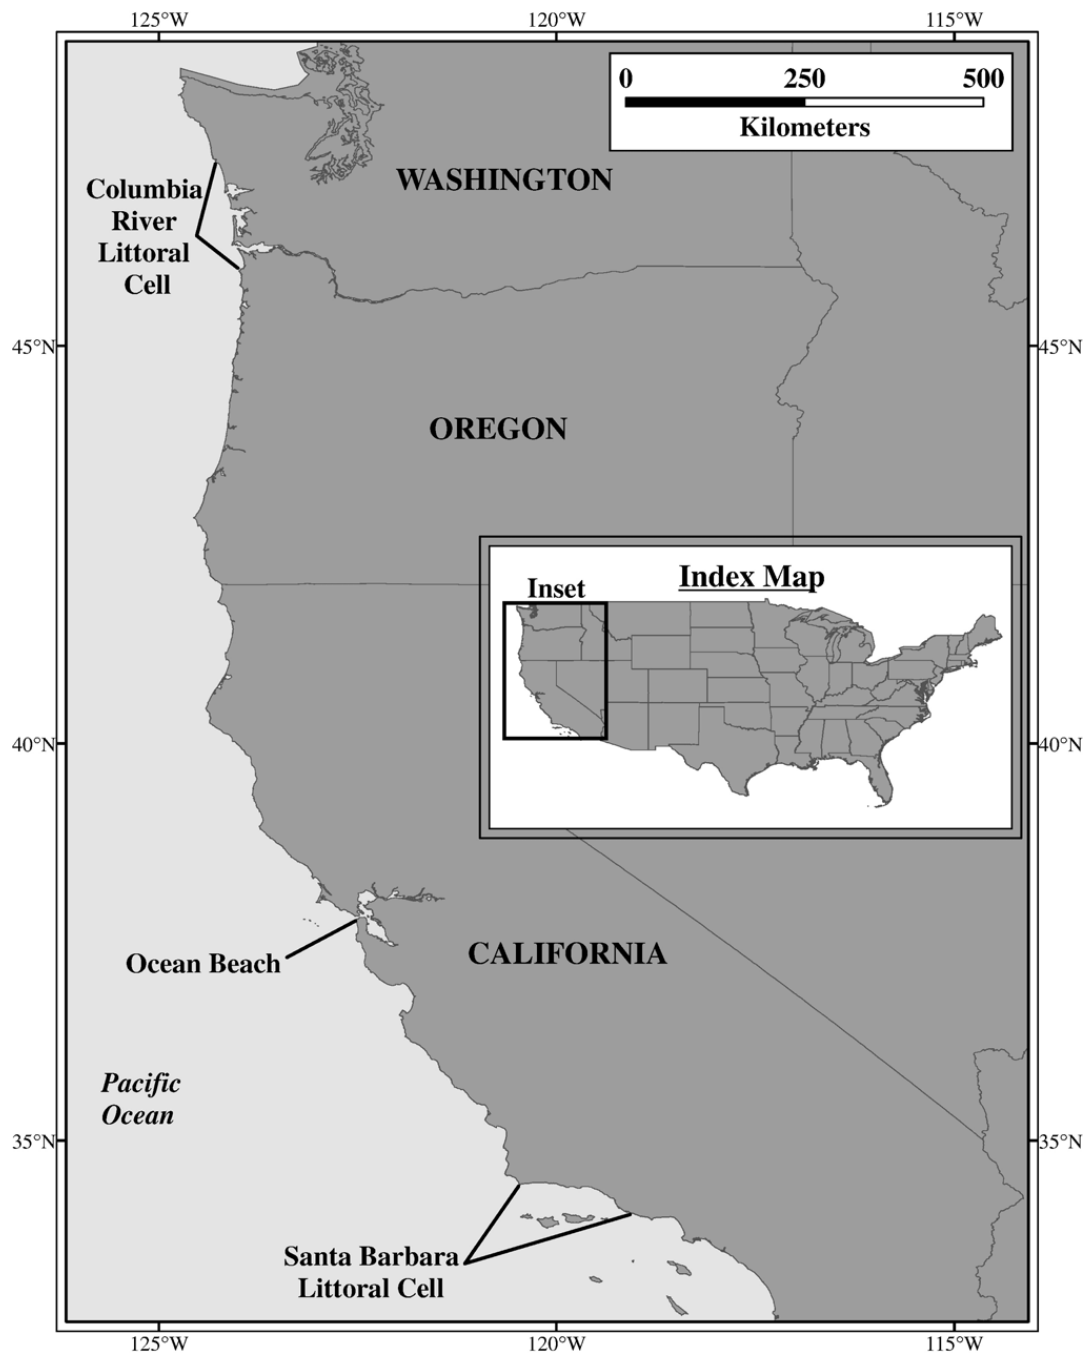 125°W 120°W 115°W
0 250 500
Kilometers
WASHINGTON
Columbia
River
Littoral
Cell
45°N 45°N
OREGON
Index Map
Inset
40°N 40°N
CALIFORNIA
Ocean Beach
Pacific
Ocean
35°N 35°N
Santa Barbara
Littoral Cell
125°W 120°W 115°W